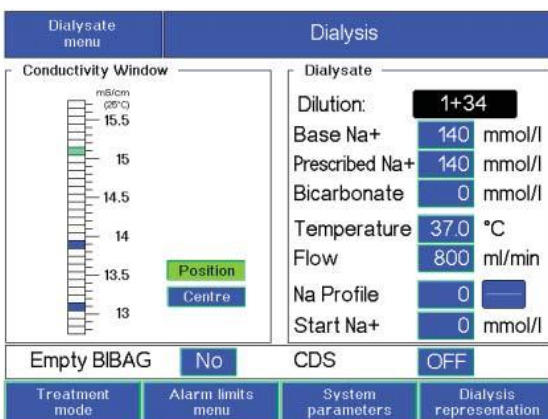 Dialysate
menu
Dialysis
Conductivity Window
mS/cm
(25°C)
15.5
15
14.5
14
13.5
13
Position
Centre
Dialysate
Dilution: 1+34
Base Na+ 140 mmol/l
Prescribed Na+ 140 mmol/l
Bicarbonate 0 mmol/l
Temperature 37.0 °C
Flow 800 ml/min
Na Profile 0
Start Na+ 0 mmol/l
Empty BIBAG No CDS OFF
Treatment
mode
Alarm limits
menu
System
parameters
Dialysis
representation